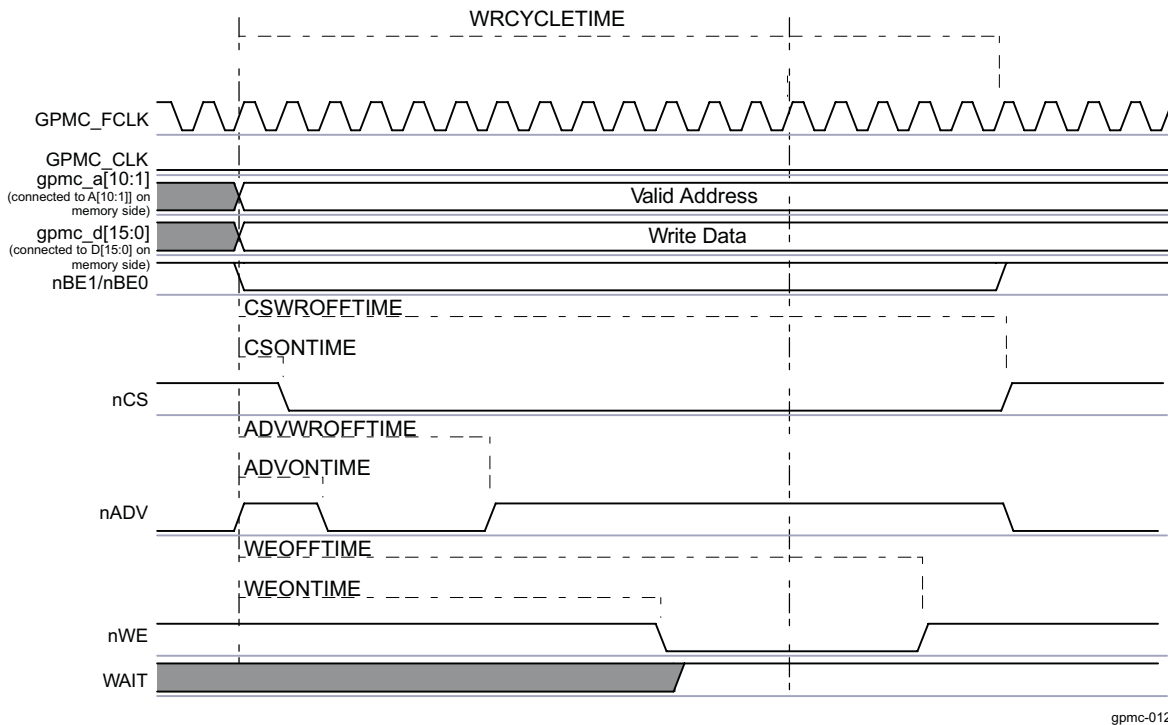 WRCYCLETIME
GPMC_FCLK
GPMC_CLK
gpmc_a[10:1]
(connected to A[10:1]] on
memory side)
Valid Address
gpmc_d[15:0]
(connected to D[15:0] on
memory side)
Write Data
nBE1/nBE0
CSWROFFTIME
CSONTIME
nCS
ADVWROFFTIME
ADVONTIME
nADV
WEOFFTIME
WEONTIME
nWE
WAIT
gpmc-012